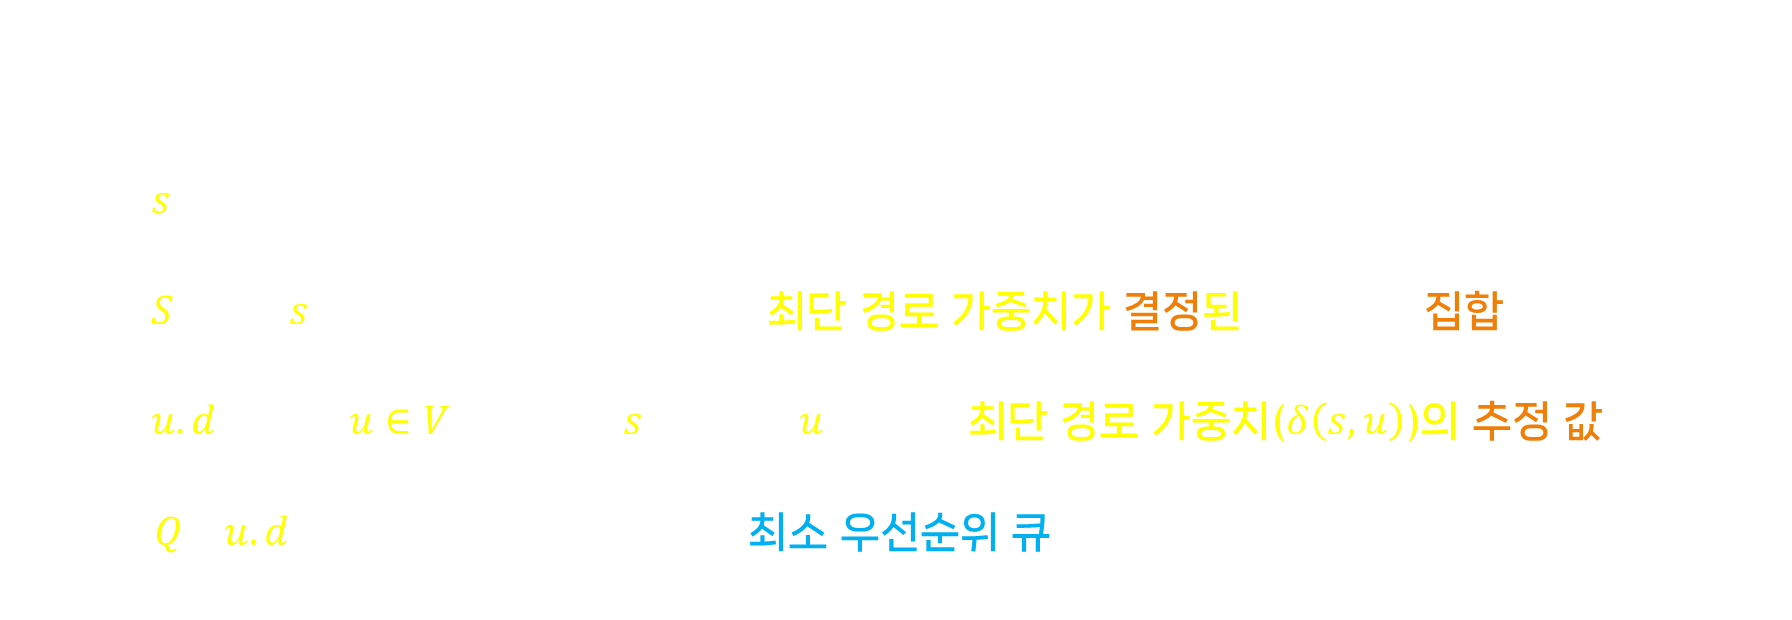 s
S s 최단 경로 가중치가 결정된 집합
u.d u ∈ V s u 최단 경로 가중치(δ(s, u))의 추정 값
Q u.d 최소 우선순위 큐